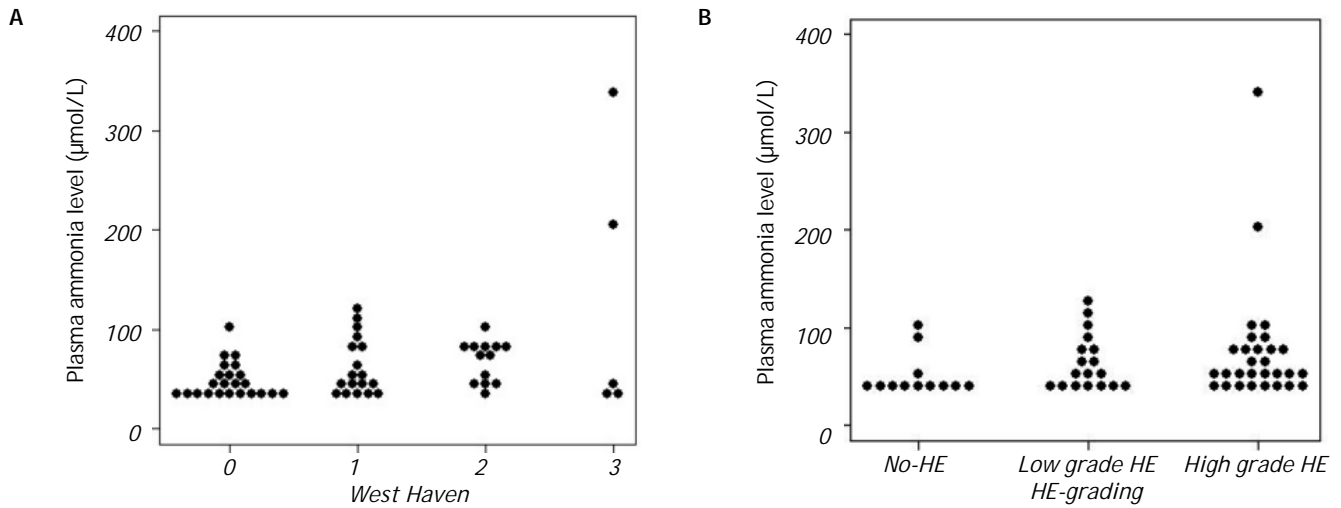 A
Plasma ammonia level (µmol/L)
400
300
200
100
0
0 1 2 3
West Haven
B
Plasma ammonia level (µmol/L)
400
300
200
100
0
No-HE Low grade HE High grade HE
HE-grading